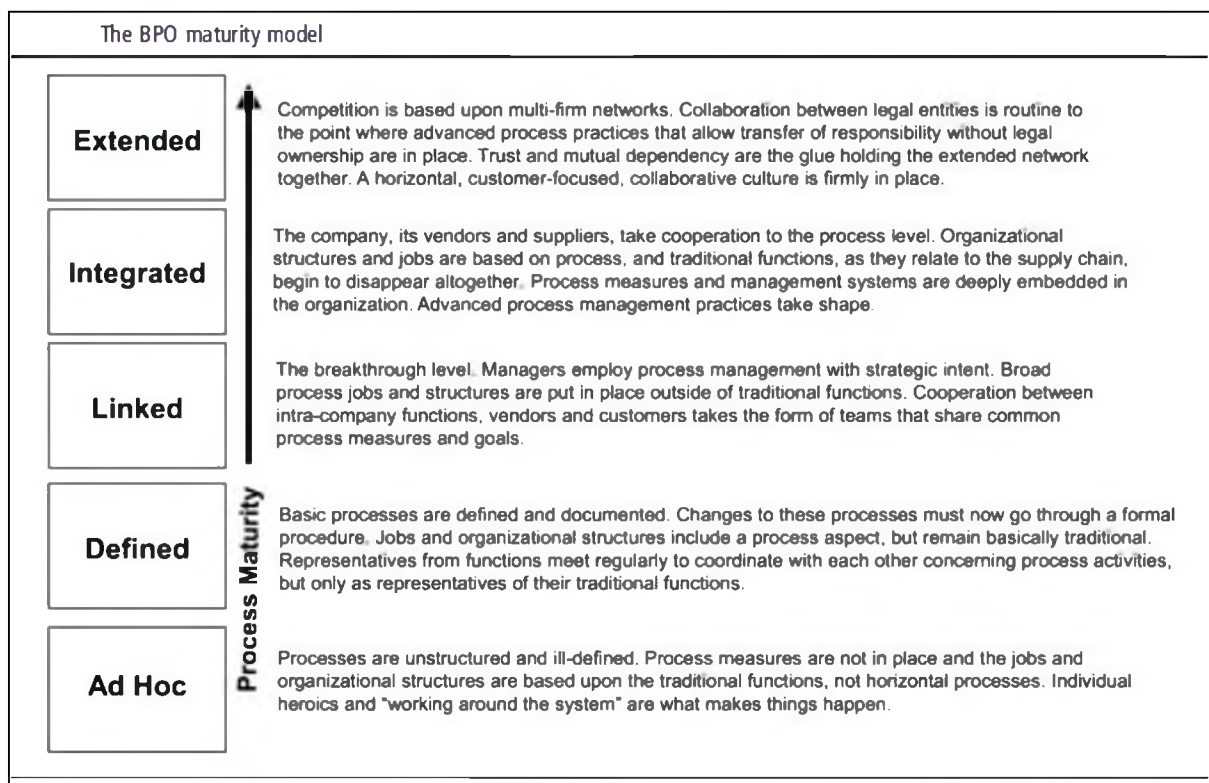 The BPO maturity model
Extended
Competition is based upon multi-firm networks. Collaboration between legal entities is routine to
the point where advanced process practices that allow transfer of responsibility without legal
ownership are in place. Trust and mutual dependency are the glue holding the extended network
together. A horizontal, customer-focused, collaborative culture is firmly in place.
Integrated
The company, its vendors and suppliers, take cooperation to the process level. Organizational
structures and jobs are based on process, and traditional functions, as they relate to the supply chain,
begin to disappear altogether. Process measures and management systems are deeply embedded in
the organization. Advanced process management practices take shape.
Linked
The breakthrough level. Managers employ process management with strategic intent. Broad
process jobs and structures are put in place outside of traditional functions. Cooperation between
intra-company functions, vendors and customers takes the form of teams that share common
process measures and goals.
Defined
Basic processes are defined and documented. Changes to these processes must now go through a formal
procedure. Jobs and organizational structures include a process aspect, but remain basically traditional.
Representatives from functions meet regularly to coordinate with each other concerning process activities,
but only as representatives of their traditional functions.
Ad Hoc
Processes are unstructured and ill-defined. Process measures are not in place and the jobs and
organizational structures are based upon the traditional functions, not horizontal processes. Individual
heroics and "working around the system" are what makes things happen.
Process Maturity